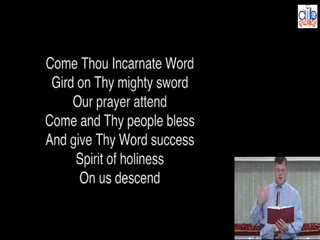 Come Thou Incarnate Word
Gird on Thy mighty sword
Our prayer attend
Come and Thy people bless
And give Thy Word success
Spirit of holiness
On us descend